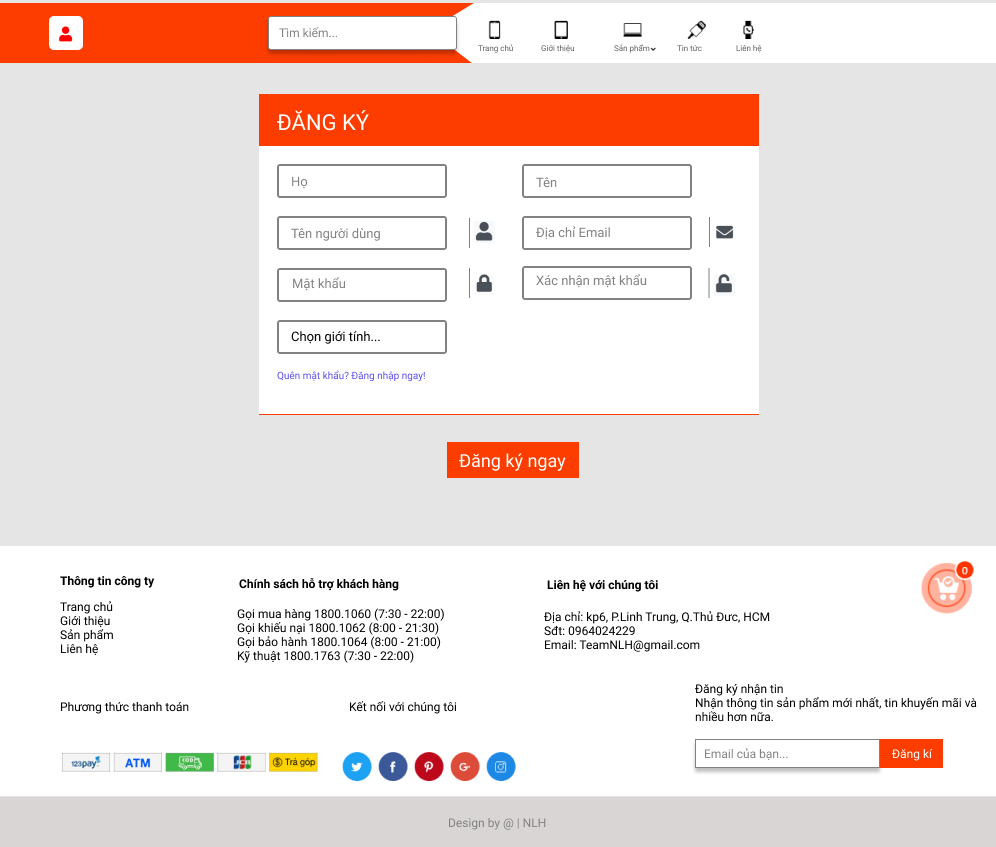 Tìm kiếm...
Trang chủ
Giới thiệu
Sản phẩm
Tin tức
Liên hệ
ĐĂNG KÝ
Họ
Tên
Tên người dùng
Địa chỉ Email
Mật khẩu
Xác nhận mật khẩu
Chọn giới tính...
Quên mật khẩu? Đăng nhập ngay!
Đăng ký ngay
0
Thông tin công ty
Trang chủ
Giới thiệu
Sản phẩm
Liên hệ
Chính sách hỗ trợ khách hàng
Gọi mua hàng 1800.1060 (7:30 - 22:00)
Gọi khiếu nại 1800.1062 (8:00 - 21:30)
Gọi bảo hành 1800.1064 (8:00 - 21:00)
Kỹ thuật 1800.1763 (7:30 - 22:00)
Liên hệ với chúng tôi
Địa chỉ: kp6, P.Linh Trung, Q.Thủ Đưc, HCM
Sđt: 0964024229
Email: TeamNLH@gmail.com
Phương thức thanh toán
Kết nối với chúng tôi
Đăng ký nhận tin
Nhận thông tin sản phẩm mới nhất, tin khuyến mãi và
nhiều hơn nữa.
Email của bạn...
Đăng kí
123pay
ATM
COD
JCB
Trả góp
Design by @ | NLH